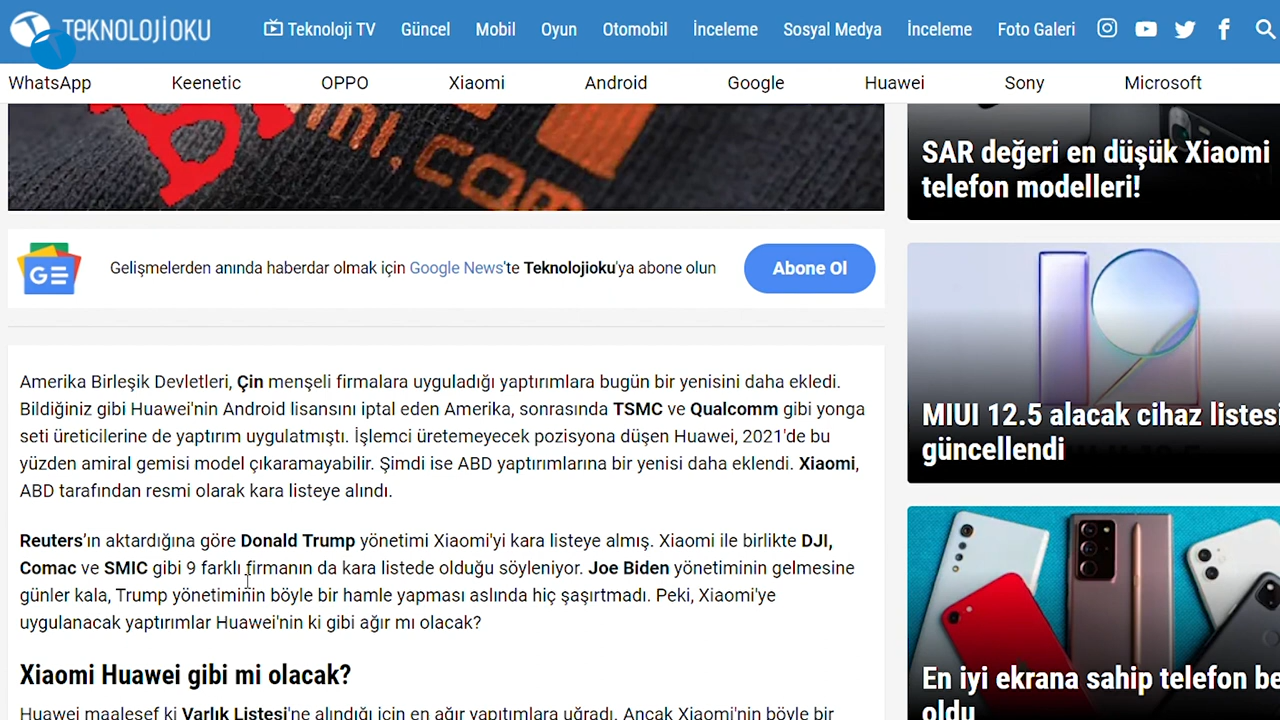 TEKNOLOJİOKU
Teknoloji TV Güncel Mobil Oyun Otomobil İnceleme Sosyal Medya İnceleme Foto Galeri
WhatsApp Keenetic OPPO Xiaomi Android Google Huawei Sony Microsoft
mi.com
SAR değeri en düşük Xiaomi
telefon modelleri!
GE
Gelişmelerden anında haberdar olmak için Google News'te Teknolojioku'ya abone olun
Abone Ol
MIUI 12.5 alacak cihaz listesi
güncellendi
Amerika Birleşik Devletleri, Çin menşeli firmalara uyguladığı yaptırımlara bugün bir yenisini daha ekledi.
Bildiğiniz gibi Huawei'nin Android lisansını iptal eden Amerika, sonrasında TSMC ve Qualcomm gibi yonga
seti üreticilerine de yaptırım uygulatmıştı. İşlemci üretemeyecek pozisyona düşen Huawei, 2021'de bu
yüzden amiral gemisi model çıkaramayabilir. Şimdi ise ABD yaptırımlarına bir yenisi daha eklendi. Xiaomi,
ABD tarafından resmi olarak kara listeye alındı.
Reuters'ın aktardığına göre Donald Trump yönetimi Xiaomi'yi kara listeye almış. Xiaomi ile birlikte DJI,
Comac ve SMIC gibi 9 farklı firmanın da kara listede olduğu söyleniyor. Joe Biden yönetiminin gelmesine
günler kala, Trump yönetiminin böyle bir hamle yapması aslında hiç şaşırtmadı. Peki, Xiaomi'ye
uygulanacak yaptırımlar Huawei'nin ki gibi ağır mı olacak?
Xiaomi Huawei gibi mi olacak?
Huawei maalesef ki Varlık Listesi'ne alındığı için en ağır yapıtımlara uğradı. Ancak Xiaomi'nin böyle bir
En iyi ekrana sahip telefon be
oldu